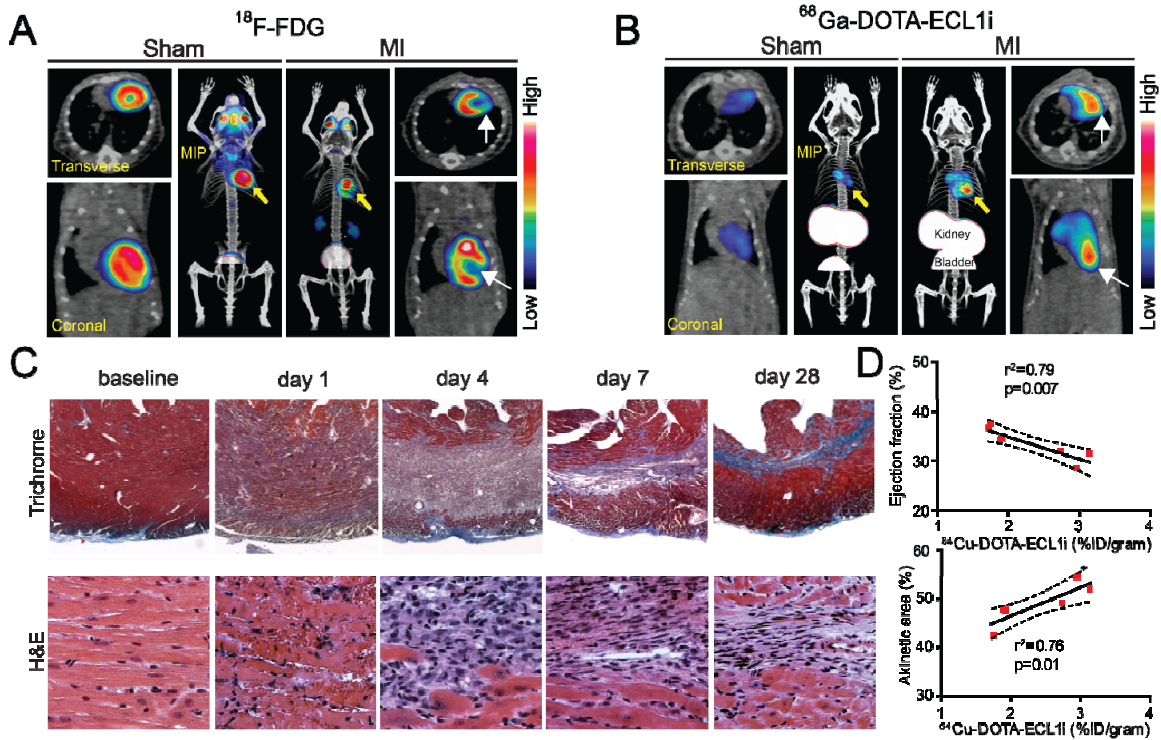 A
18F-FDG
Sham
MI
Transverse
MIP
Coronal
High
Low
B
68Ga-DOTA-ECL1i
Sham
MI
Transverse
MIP
Coronal
Kidney
Bladder
High
Low
C
baseline
day 1
day 4
day 7
day 28
Trichrome
H&E
D
Ejection fraction (%)
50
40
30
20
r²=0.79
p=0.007
1
2
3
4
64Cu-DOTA-ECL1i (%ID/gram)
Akinetic area (%)
60
50
40
30
r²=0.76
p=0.01
1
2
3
4
64Cu-DOTA-ECL1i (%ID/gram)